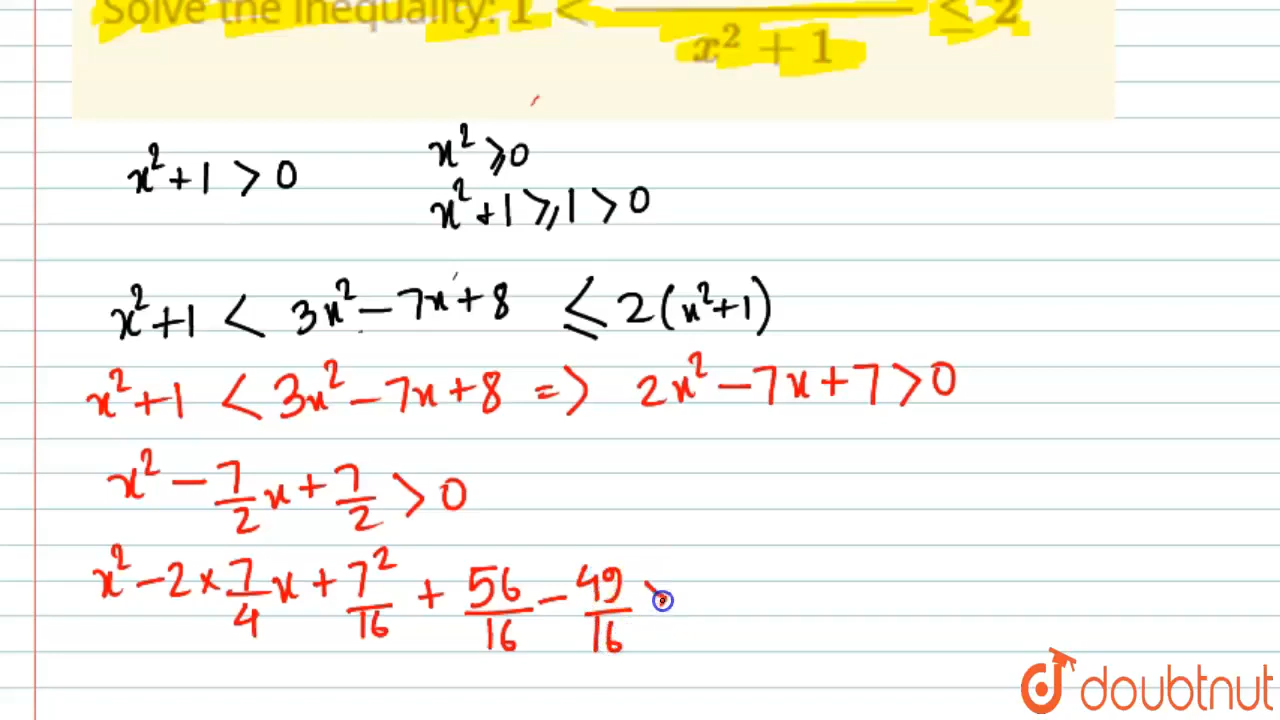 Solve the inequality: 1 < ――― ≤ 2
x² + 1
x²+1 > 0
x² ⩾ 0
x²+1 ⩾ 1 > 0
x²+1 < 3x² − 7x + 8 ≤ 2(x²+1)
x²+1 < 3x² − 7x + 8 => 2x² − 7x + 7 > 0
x² − 7/2 x + 7/2 > 0
x² − 2 × 7/4 x + 7²/16 + 56/16 − 49/16 >
doubtnut